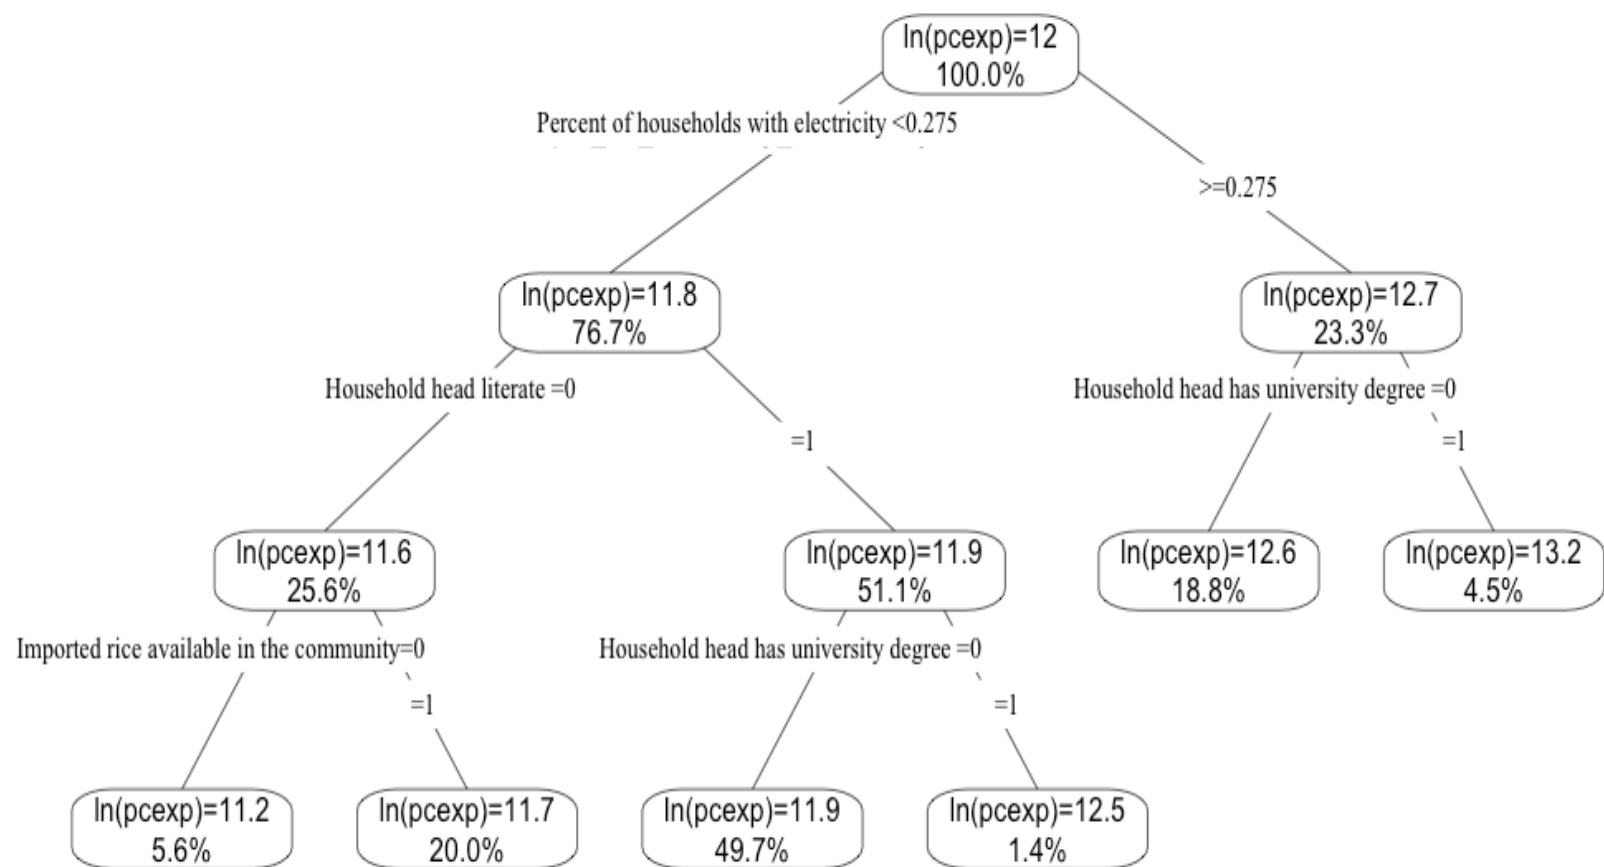 ln(pcexp)=12
100.0%
Percent of households with electricity <0.275
>=0.275
ln(pcexp)=11.8
76.7%
ln(pcexp)=12.7
23.3%
Household head literate =0
=1
Household head has university degree =0
=1
ln(pcexp)=11.6
25.6%
ln(pcexp)=11.9
51.1%
ln(pcexp)=12.6
18.8%
ln(pcexp)=13.2
4.5%
Imported rice available in the community=0
=1
Household head has university degree =0
=1
ln(pcexp)=11.2
5.6%
ln(pcexp)=11.7
20.0%
ln(pcexp)=11.9
49.7%
ln(pcexp)=12.5
1.4%